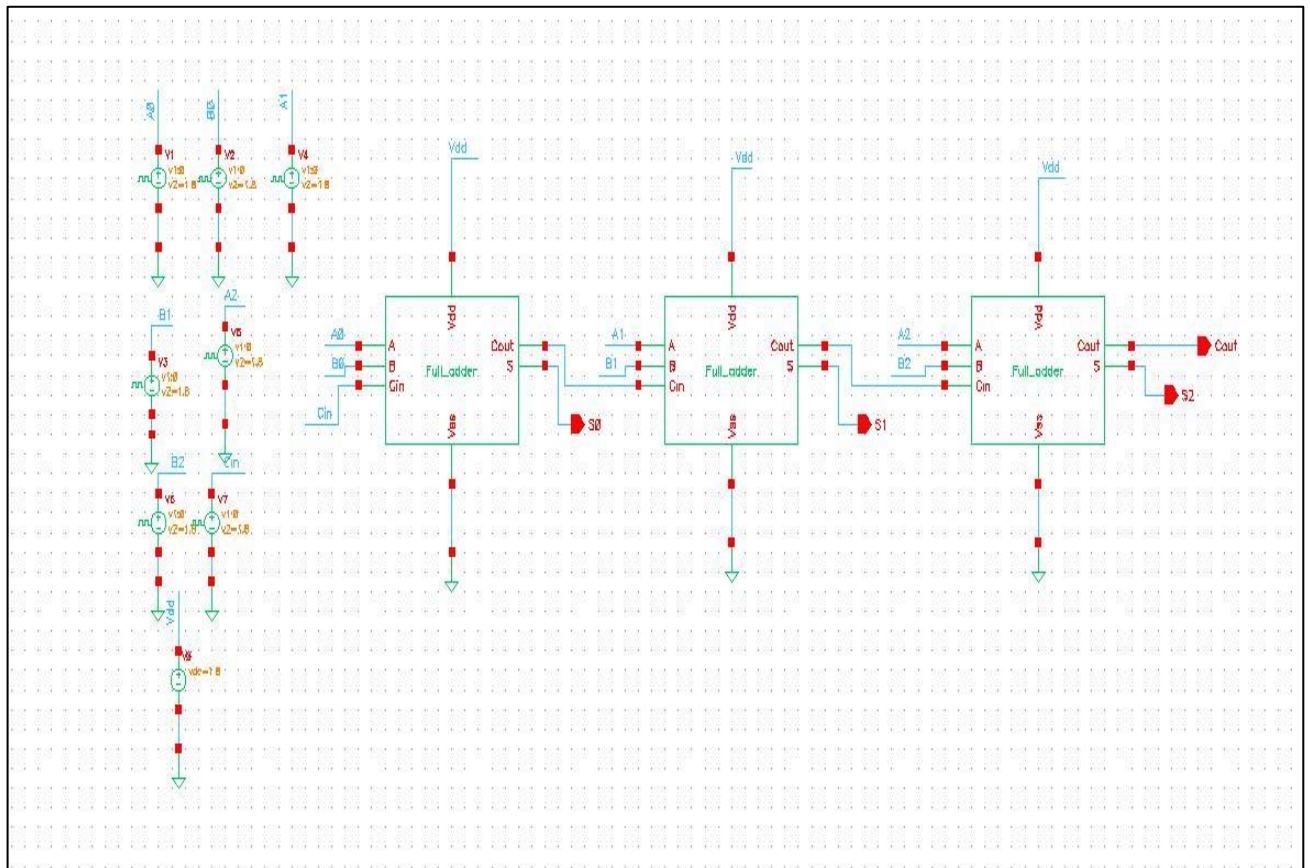 A0
B0
A1
V1
v1:0
v2=1.8
V2
v1:0
v2=1.8
V4
v1:0
v2=1.8
Vdd
Vdd
Vdd
A2
B1
V5
v1:0
v2=1.8
V3
v1:0
v2=1.8
Vdd
Vdd
Vdd
A0
A
Cout
A1
A
Cout
A2
A
Cout
Cout
B0
B
S
B1
B
S
B2
B
S
Full_adder
Full_adder
Full_adder
Cin
Cin
Cin
S2
Cin
Vss
S0
Vss
S1
Vss
B2
Cin
V7
v1:0
v2=1.8
v1:0
v2=1.8
Vdd
vdc=1.8